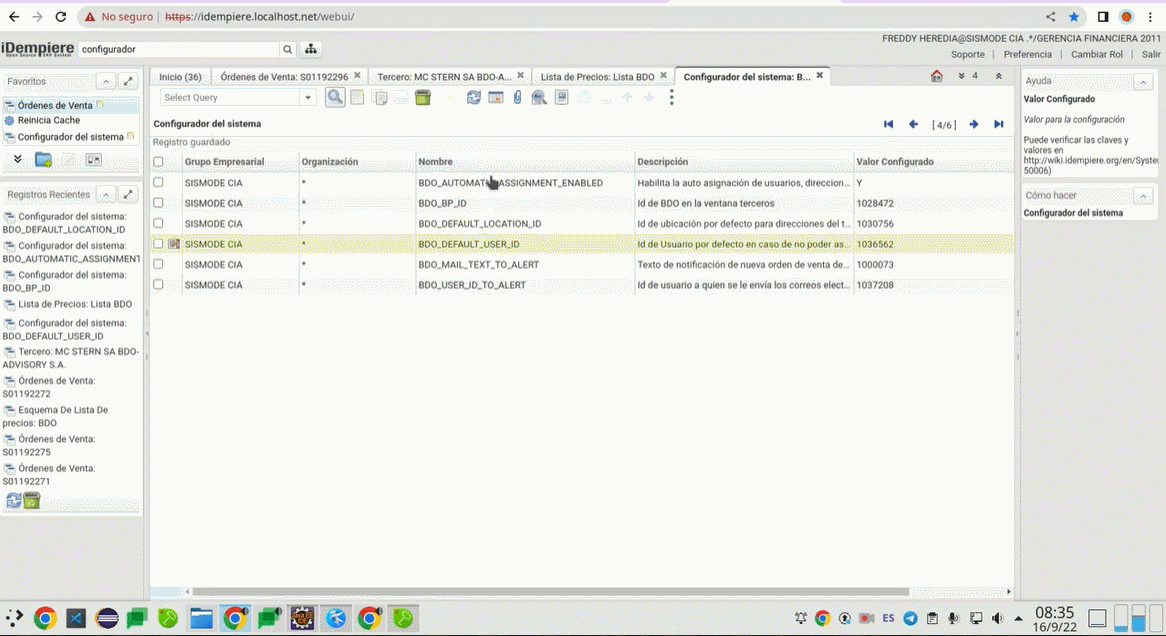 No seguro https://idempiere.localhost.net/webui/
iDempiere
configurador
FREDDY HEREDIA@SISMODE CIA .*/GERENCIA FINANCIERA 2011
Soporte | Preferencia | Cambiar Rol | Salir
Favoritos
Órdenes de Venta
Reinicia Cache
Configurador del sistema
Registros Recientes
Configurador del sistema:
BDO_DEFAULT_LOCATION_ID
Configurador del sistema:
BDO_AUTOMATIC_ASSIGNMENT
Configurador del sistema:
BDO_BP_ID
Lista de Precios: Lista BDO
Configurador del sistema:
BDO_DEFAULT_USER_ID
Tercero: MC STERN SA BDO-
ADVISORY S.A.
Órdenes de Venta:
S01192272
Esquema De Lista De
precios: BDO
Órdenes de Venta:
S01192275
Órdenes de Venta:
S01192271
Inicio (36) Órdenes de Venta: S01192296 Tercero: MC STERN SA BDO-A... Lista de Precios: Lista BDO Configurador del sistema: B... 4
Select Query
Configurador del sistema [4/6]
Registro guardado
Grupo Empresarial Organización Nombre Descripción Valor Configurado
SISMODE CIA * BDO_AUTOMATIC_ASSIGNMENT_ENABLED Habilita la auto asignación de usuarios, direccion... Y
SISMODE CIA * BDO_BP_ID Id de BDO en la ventana terceros 1028472
SISMODE CIA * BDO_DEFAULT_LOCATION_ID Id de ubicación por defecto para direcciones del t... 1030756
SISMODE CIA * BDO_DEFAULT_USER_ID Id de Usuario por defecto en caso de no poder as... 1036562
SISMODE CIA * BDO_MAIL_TEXT_TO_ALERT Texto de notificación de nueva orden de venta de... 1000073
SISMODE CIA * BDO_USER_ID_TO_ALERT Id de usuario a quien se le envía los correos elect... 1037208
Ayuda
Valor Configurado
Valor para la configuración
Puede verificar las claves y
valores en
http://wiki.idempiere.org/en/Syste
50006)
Cómo hacer
Configurador del sistema
ES
08:35
16/9/22